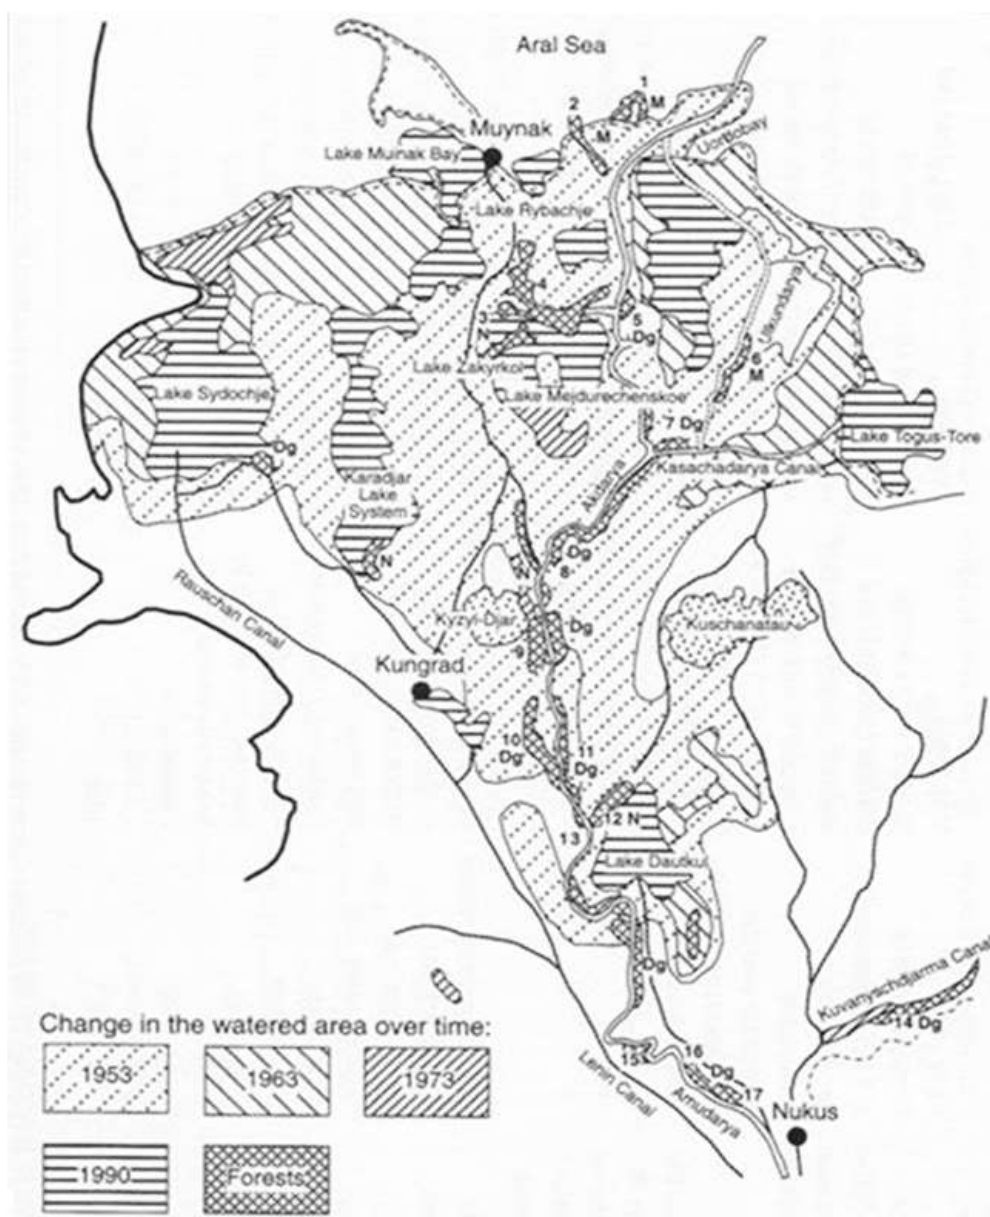 Aral Sea
1
M
2
M
Muynak
Lake Muinak Bay
Uortlobay
Lake Rybachje
4
3
N
5
Dg
Ulkundarya
6
M
Lake Zakyrkol
Lake Sydochje
Lake Mejdurechenskoe
7 Dg
Lake Togus-Tore
Kasachadarya Canal
Dg
Karadjar
Lake
System
N
Akdarya
Dg
8
N
Rauschan Canal
Kyzyl-Djar
Dg
9
Kuschanatau
Kungrad
10
Dg
11
Dg
12 N
13
Lake Dautkul
Dg
Kuvanyschdjarma Canal
14 Dg
Change in the watered area over time:
1953
1963
1973
1990
Forests
Lenin Canal
15
16
Dg
17
Amudarya
Nukus